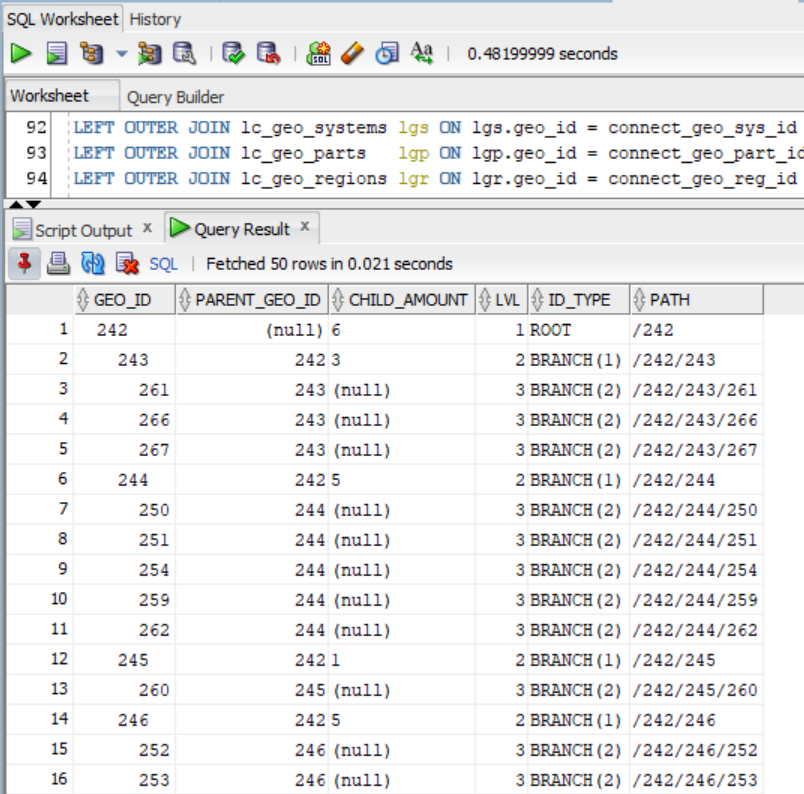 SQL Worksheet History
SQL Aa 0.48199999 seconds
Worksheet Query Builder
92 LEFT OUTER JOIN lc_geo_systems lgs ON lgs.geo_id = connect_geo_sys_id
93 LEFT OUTER JOIN lc_geo_parts lgp ON lgp.geo_id = connect_geo_part_id
94 LEFT OUTER JOIN lc_geo_regions lgr ON lgr.geo_id = connect_geo_reg_id
Script Output x Query Result x
SQL | Fetched 50 rows in 0.021 seconds
GEO_ID PARENT_GEO_ID CHILD_AMOUNT LVL ID_TYPE PATH
1 242 (null) 6 1 ROOT /242
2 243 242 3 2 BRANCH(1) /242/243
3 261 243 (null) 3 BRANCH(2) /242/243/261
4 266 243 (null) 3 BRANCH(2) /242/243/266
5 267 243 (null) 3 BRANCH(2) /242/243/267
6 244 242 5 2 BRANCH(1) /242/244
7 250 244 (null) 3 BRANCH(2) /242/244/250
8 251 244 (null) 3 BRANCH(2) /242/244/251
9 254 244 (null) 3 BRANCH(2) /242/244/254
10 259 244 (null) 3 BRANCH(2) /242/244/259
11 262 244 (null) 3 BRANCH(2) /242/244/262
12 245 242 1 2 BRANCH(1) /242/245
13 260 245 (null) 3 BRANCH(2) /242/245/260
14 246 242 5 2 BRANCH(1) /242/246
15 252 246 (null) 3 BRANCH(2) /242/246/252
16 253 246 (null) 3 BRANCH(2) /242/246/253